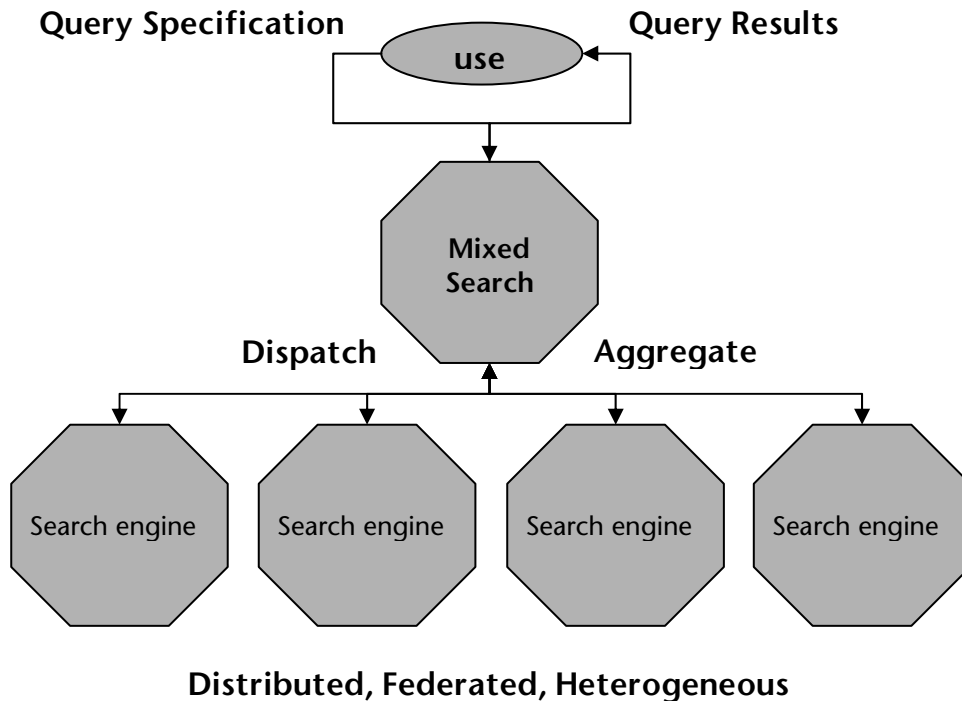 Query Specification
Query Results
use
Mixed
Search
Dispatch
Aggregate
Search engine
Search engine
Search engine
Search engine
Distributed, Federated, Heterogeneous